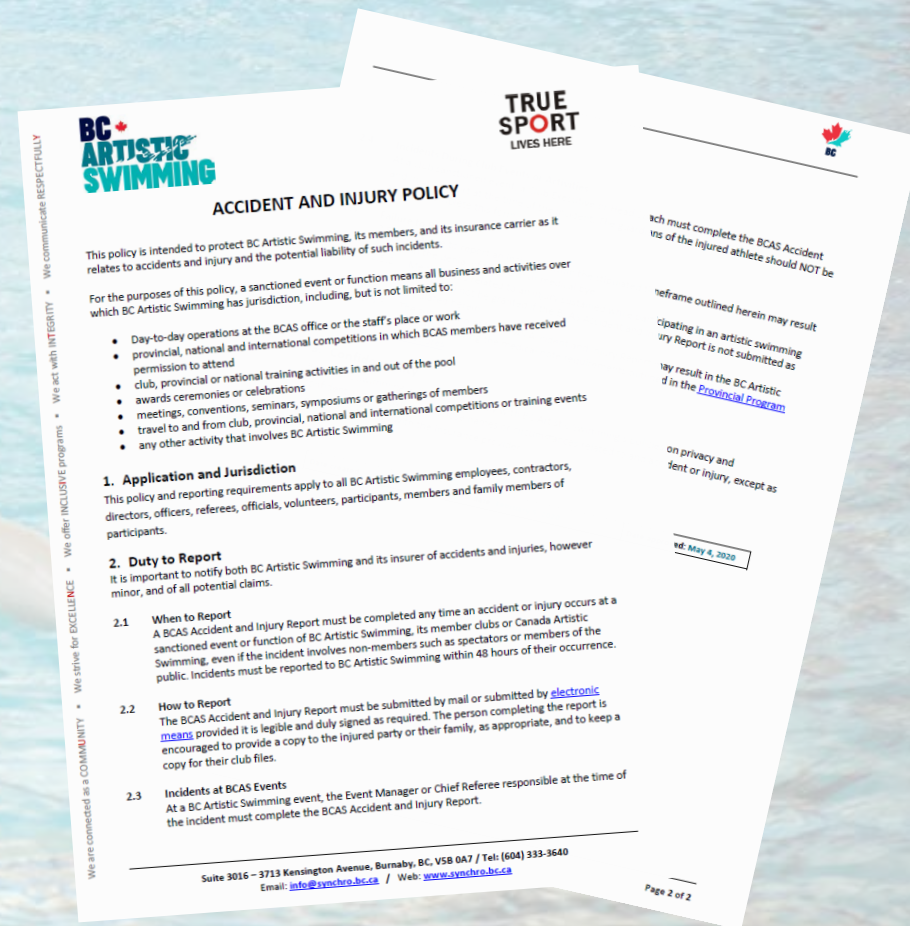 BC
ARTISTIC
SWIMMING
TRUE
SPORT
LIVES HERE
ACCIDENT AND INJURY POLICY
This policy is intended to protect BC Artistic Swimming, its members, and its insurance carrier as it
relates to accidents and injury and the potential liability of such incidents.
For the purposes of this policy, a sanctioned event or function means all business and activities over
which BC Artistic Swimming has jurisdiction, including, but is not limited to:
• Day-to-day operations at the BCAS office or the staff's place or work
• provincial, national and international competitions in which BCAS members have received
permission to attend
• club, provincial or national training activities in and out of the pool
• awards ceremonies or celebrations
• meetings, conventions, seminars, symposiums or gatherings of members
• travel to and from club, provincial, national and international competitions or training events
• any other activity that involves BC Artistic Swimming
1. Application and Jurisdiction
This policy and reporting requirements apply to all BC Artistic Swimming employees, contractors,
directors, officers, referees, officials, volunteers, participants, members and family members of
participants.
2. Duty to Report
It is important to notify both BC Artistic Swimming and its insurer of accidents and injuries, however
minor, and of all potential claims.
2.1 When to Report
A BCAS Accident and Injury Report must be completed any time an accident or injury occurs at a
sanctioned event or function of BC Artistic Swimming, its member clubs or Canada Artistic
Swimming, even if the incident involves non-members such as spectators or members of the
public. Incidents must be reported to BC Artistic Swimming within 48 hours of their occurrence.
2.2 How to Report
The BCAS Accident and Injury Report must be submitted by mail or submitted by electronic
means provided it is legible and duly signed as required. The person completing the report is
encouraged to provide a copy to the injured party or their family, as appropriate, and to keep a
copy for their club files.
2.3 Incidents at BCAS Events
At a BC Artistic Swimming event, the Event Manager or Chief Referee responsible at the time of
the incident must complete the BCAS Accident and Injury Report.
Suite 3016 – 3713 Kensington Avenue, Burnaby, BC, V5B 0A7 / Tel: (604) 333-3640
Email: info@synchro.bc.ca / Web: www.synchro.bc.ca
We are connected as a COMMUNITY • We strive for EXCELLENCE • We offer INCLUSIVE programs • We act with INTEGRITY • We communicate RESPECTFULLY
BC
ach must complete the BCAS Accident
ns of the injured athlete should NOT be
neframe outlined herein may result
cipating in an artistic swimming
ury Report is not submitted as
ay result in the BC Artistic
d in the Provincial Program
on privacy and
dent or injury, except as
ed: May 4, 2020
Page 2 of 2